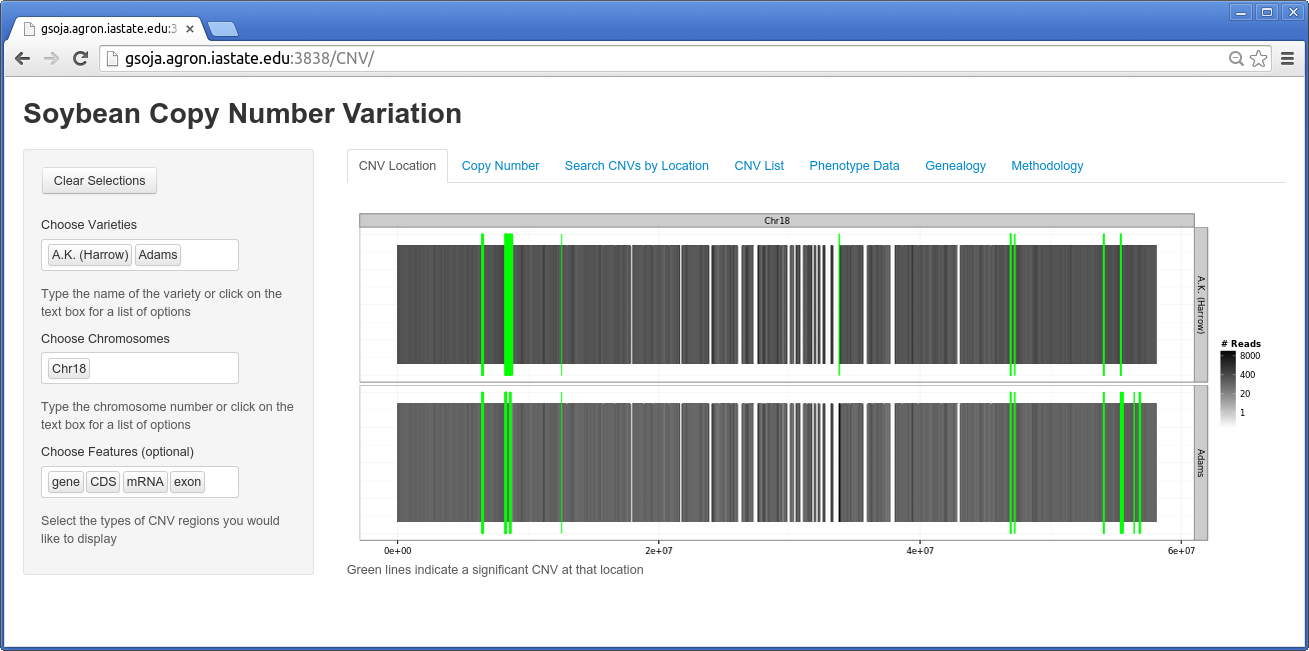 gsoja.agron.iastate.edu:3
gsoja.agron.iastate.edu:3838/CNV/
Soybean Copy Number Variation
Clear Selections
Choose Varieties
A.K. (Harrow) Adams
Type the name of the variety or click on the
text box for a list of options
Choose Chromosomes
Chr18
Type the chromosome number or click on the
text box for a list of options
Choose Features (optional)
gene CDS mRNA exon
Select the types of CNV regions you would
like to display
CNV Location Copy Number Search CNVs by Location CNV List Phenotype Data Genealogy Methodology
Chr18
A.K. (Harrow)
Adams
# Reads
8000
400
20
1
0e+00 2e+07 4e+07 6e+07
Green lines indicate a significant CNV at that location